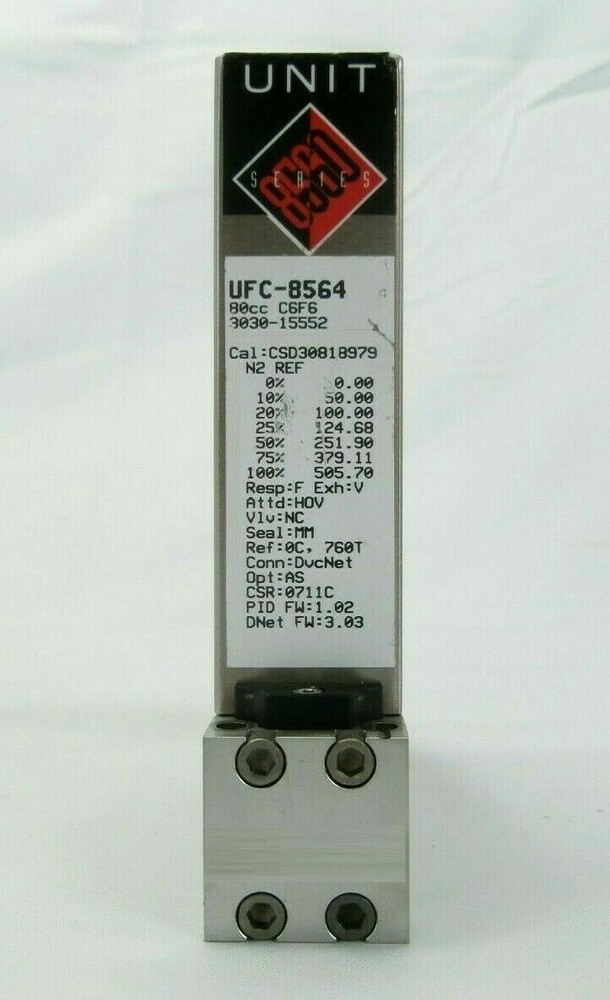 UNIT
8560
SERIES
UFC-8564
80cc C6F6
3030-15552
Cal:CSD30818979
N2 REF
0% 0.00
10% 50.00
20% 100.00
25% 124.68
50% 251.90
75% 379.11
100% 505.70
Resp:F Exh:V
Attd:HOV
Vlv:NC
Seal:MM
Ref:0C, 760T
Conn:DvcNet
Opt:AS
CSR:0711C
PID FW:1.02
DNet FW:3.03